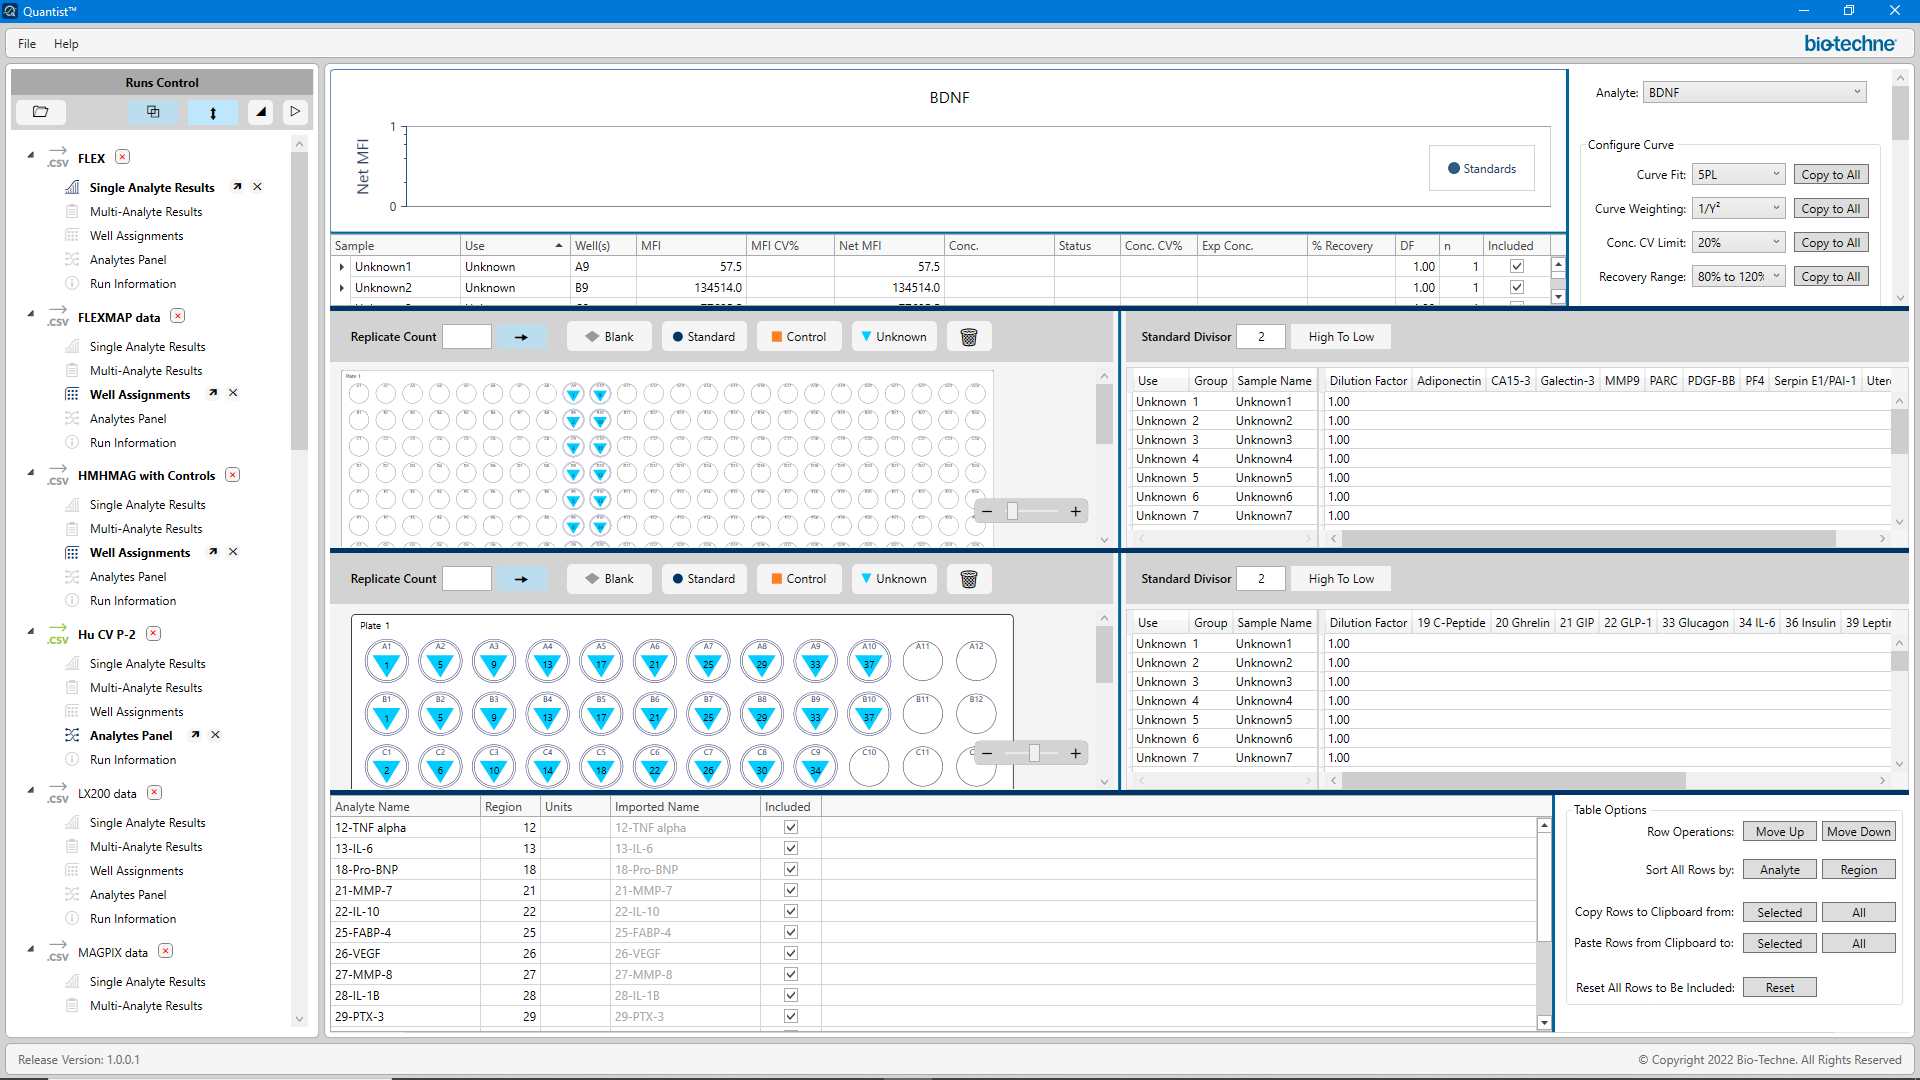 Quantist™
File Help
bio-techne
Runs Control
.CSV FLEX
Single Analyte Results
Multi-Analyte Results
Well Assignments
Analytes Panel
Run Information
.CSV FLEXMAP data
Single Analyte Results
Multi-Analyte Results
Well Assignments
Analytes Panel
Run Information
.CSV HMHMAG with Controls
Single Analyte Results
Multi-Analyte Results
Well Assignments
Analytes Panel
Run Information
.CSV Hu CV P-2
Single Analyte Results
Multi-Analyte Results
Well Assignments
Analytes Panel
Run Information
.CSV LX200 data
Single Analyte Results
Multi-Analyte Results
Well Assignments
Analytes Panel
Run Information
.CSV MAGPIX data
Single Analyte Results
Multi-Analyte Results
BDNF
Net MFI
1
0
Standards
Analyte: BDNF
Configure Curve
Curve Fit: 5PL Copy to All
Curve Weighting: 1/Y² Copy to All
Conc. CV Limit: 20% Copy to All
Recovery Range: 80% to 120% Copy to All
Sample Use Well(s) MFI MFI CV% Net MFI Conc. Status Conc. CV% Exp Conc. % Recovery DF n Included
Unknown1 Unknown A9 57.5 57.5 1.00 1
Unknown2 Unknown B9 134514.0 134514.0 1.00 1
Replicate Count Blank Standard Control Unknown
Standard Divisor 2 High To Low
Plate 1
Use Group Sample Name Dilution Factor Adiponectin CA15-3 Galectin-3 MMP9 PARC PDGF-BB PF4 Serpin E1/PAI-1 Uter
Unknown 1 Unknown1 1.00
Unknown 2 Unknown2 1.00
Unknown 3 Unknown3 1.00
Unknown 4 Unknown4 1.00
Unknown 5 Unknown5 1.00
Unknown 6 Unknown6 1.00
Unknown 7 Unknown7 1.00
Replicate Count Blank Standard Control Unknown
Standard Divisor 2 High To Low
Plate 1
A1 A2 A3 A4 A5 A6 A7 A8 A9 A10 A11 A12
1 5 9 13 17 21 25 29 33 37
B1 B2 B3 B4 B5 B6 B7 B8 B9 B10 B11 B12
1 5 9 13 17 21 25 29 33 37
C1 C2 C3 C4 C5 C6 C7 C8 C9 C10 C11
2 6 10 14 18 22 26 30 34
Use Group Sample Name Dilution Factor 19 C-Peptide 20 Ghrelin 21 GIP 22 GLP-1 33 Glucagon 34 IL-6 36 Insulin 39 Leptin
Unknown 1 Unknown1 1.00
Unknown 2 Unknown2 1.00
Unknown 3 Unknown3 1.00
Unknown 4 Unknown4 1.00
Unknown 5 Unknown5 1.00
Unknown 6 Unknown6 1.00
Unknown 7 Unknown7 1.00
Analyte Name Region Units Imported Name Included
12-TNF alpha 12 12-TNF alpha
13-IL-6 13 13-IL-6
18-Pro-BNP 18 18-Pro-BNP
21-MMP-7 21 21-MMP-7
22-IL-10 22 22-IL-10
25-FABP-4 25 25-FABP-4
26-VEGF 26 26-VEGF
27-MMP-8 27 27-MMP-8
28-IL-1B 28 28-IL-1B
29-PTX-3 29 29-PTX-3
Table Options
Row Operations: Move Up Move Down
Sort All Rows by: Analyte Region
Copy Rows to Clipboard from: Selected All
Paste Rows from Clipboard to: Selected All
Reset All Rows to Be Included: Reset
Release Version: 1.0.0.1
© Copyright 2022 Bio-Techne. All Rights Reserved